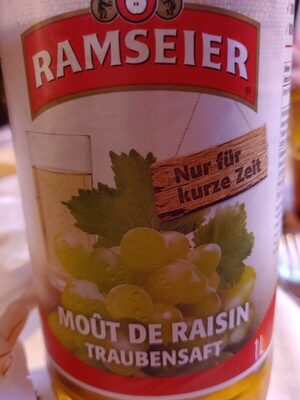 RAMSEIER
®
Nur für
kurze Zeit
MOÛT DE RAISIN
TRAUBENSAFT
1L